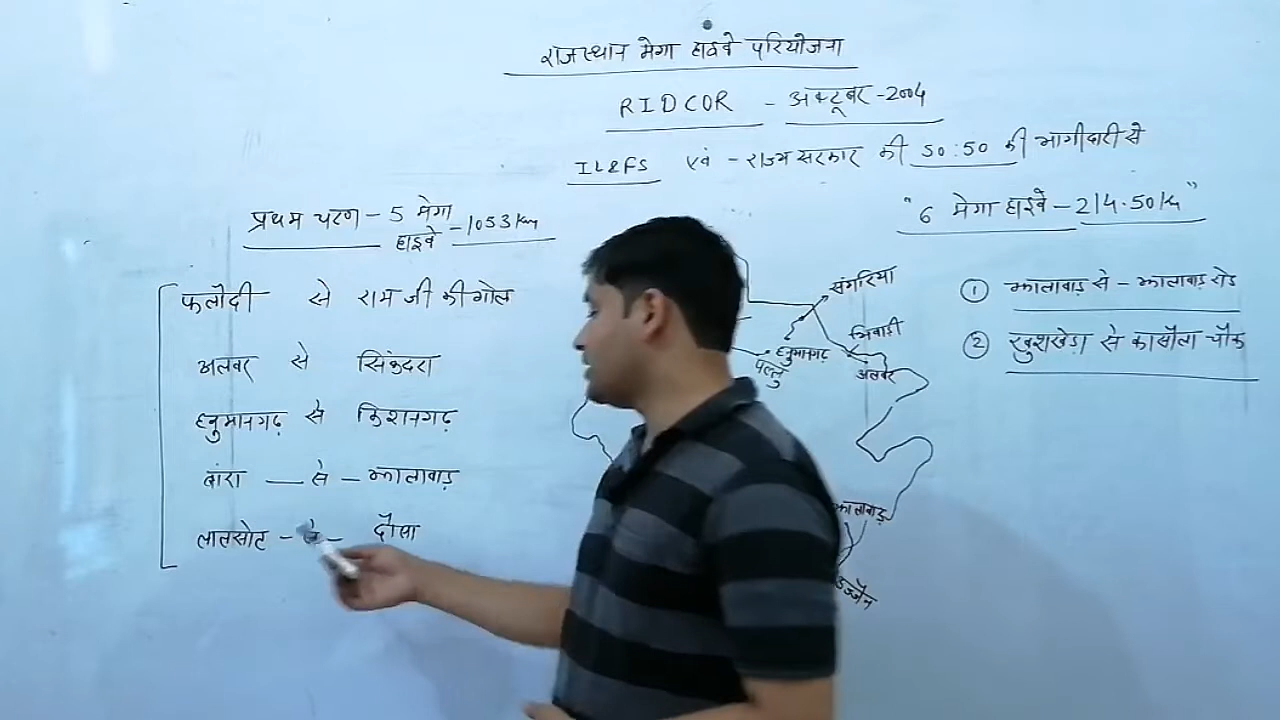 राजस्थान मेगा हाइवे परियोजना
RIDCOR - अक्टूबर-2004
IL&FS एवं - राज्य सरकार की 50:50 की भागीदारी से
प्रथम चरण - 5 मेगा हाइवे - 1053 Km
फलोदी से रामजी की गोल
अलवर से सिकंदरा
हनुमानगढ़ से किशनगढ़
बांरा — से — झालावाड़
लालसोट - से - दौसा
"6 मेगा हाइवे - 214.50 Km"
① झालावाड़ से - झालावाड़ रोड
② खुशखेड़ा से कासौला चौक
संगरिया
हनुमानगढ़
पल्लू
भिवाड़ी
अलवर
झालावाड़
उज्जैन